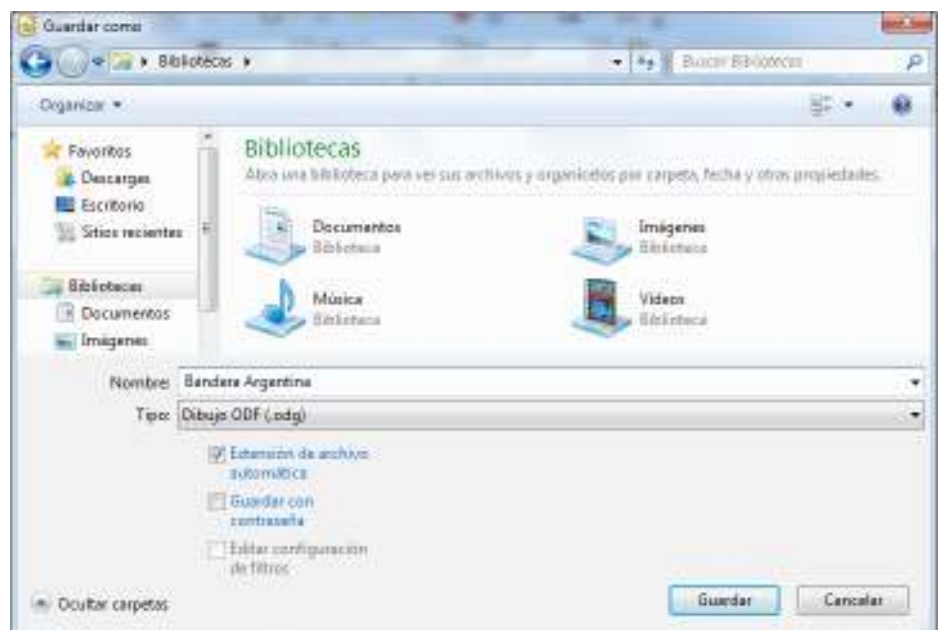 Guardar como
Bibliotecas
Buscar Bibliotecas
Organizar
Favoritos
Descargas
Escritorio
Sitios recientes
Bibliotecas
Documentos
Imágenes
Bibliotecas
Abra una biblioteca para ver sus archivos y organícelos por carpeta, fecha y otras propiedades.
Documentos
Biblioteca
Imágenes
Biblioteca
Música
Biblioteca
Vídeos
Biblioteca
Nombre: Bandera Argentina
Tipo: Dibujo ODF (.odg)
Extensión de archivo
automática
Guardar con
contraseña
Editar configuración
de filtros
Ocultar carpetas
Guardar
Cancelar